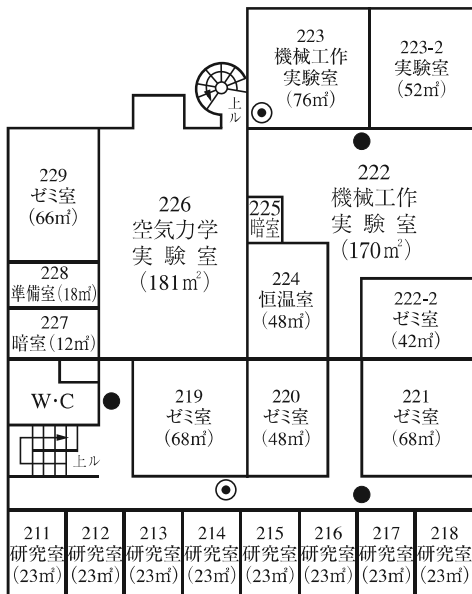 223
機械工作
実験室
(76㎡)
223-2
実験室
(52㎡)
上
ル
229
ゼミ室
(66㎡)
226
空気力学
実験室
(181㎡)
225
暗室
222
機械工作
実験室
(170㎡)
228
準備室(18㎡)
227
暗室(12㎡)
224
恒温室
(48㎡)
222-2
ゼミ室
(42㎡)
W・C
上ル
219
ゼミ室
(68㎡)
220
ゼミ室
(48㎡)
221
ゼミ室
(68㎡)
211
研究室
(23㎡)
212
研究室
(23㎡)
213
研究室
(23㎡)
214
研究室
(23㎡)
215
研究室
(23㎡)
216
研究室
(23㎡)
217
研究室
(23㎡)
218
研究室
(23㎡)